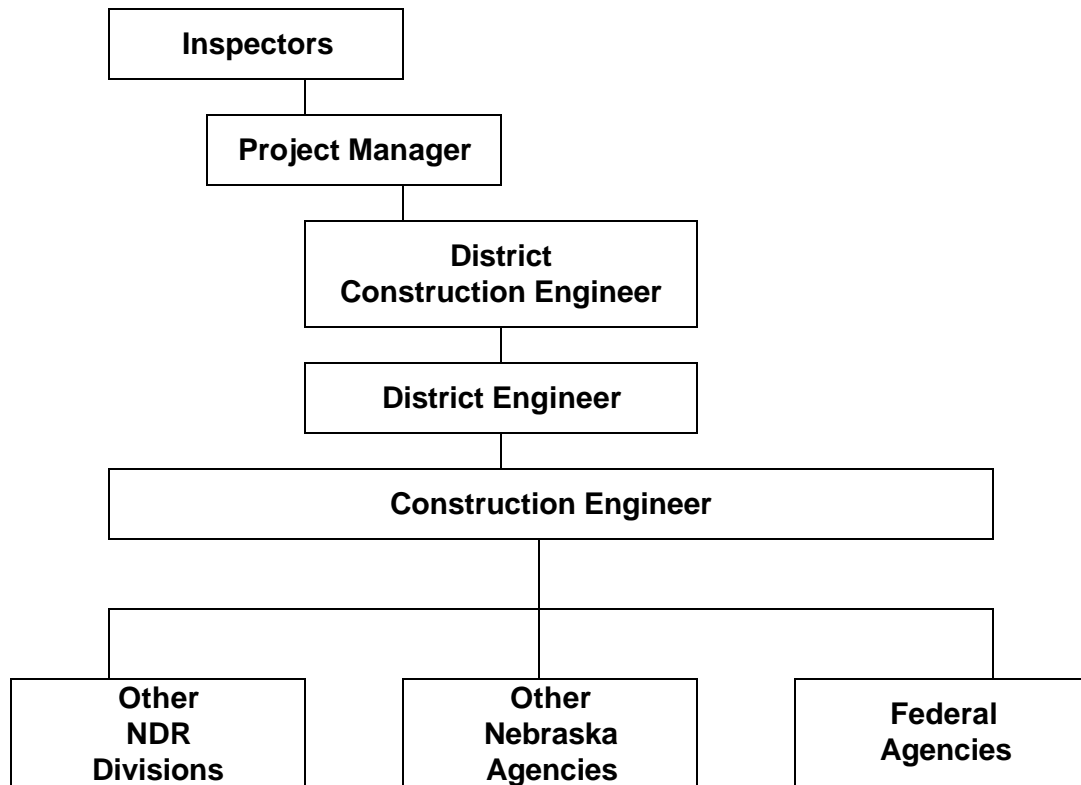 Inspectors
Project Manager
District
Construction Engineer
District Engineer
Construction Engineer
Other
NDR
Divisions
Other
Nebraska
Agencies
Federal
Agencies